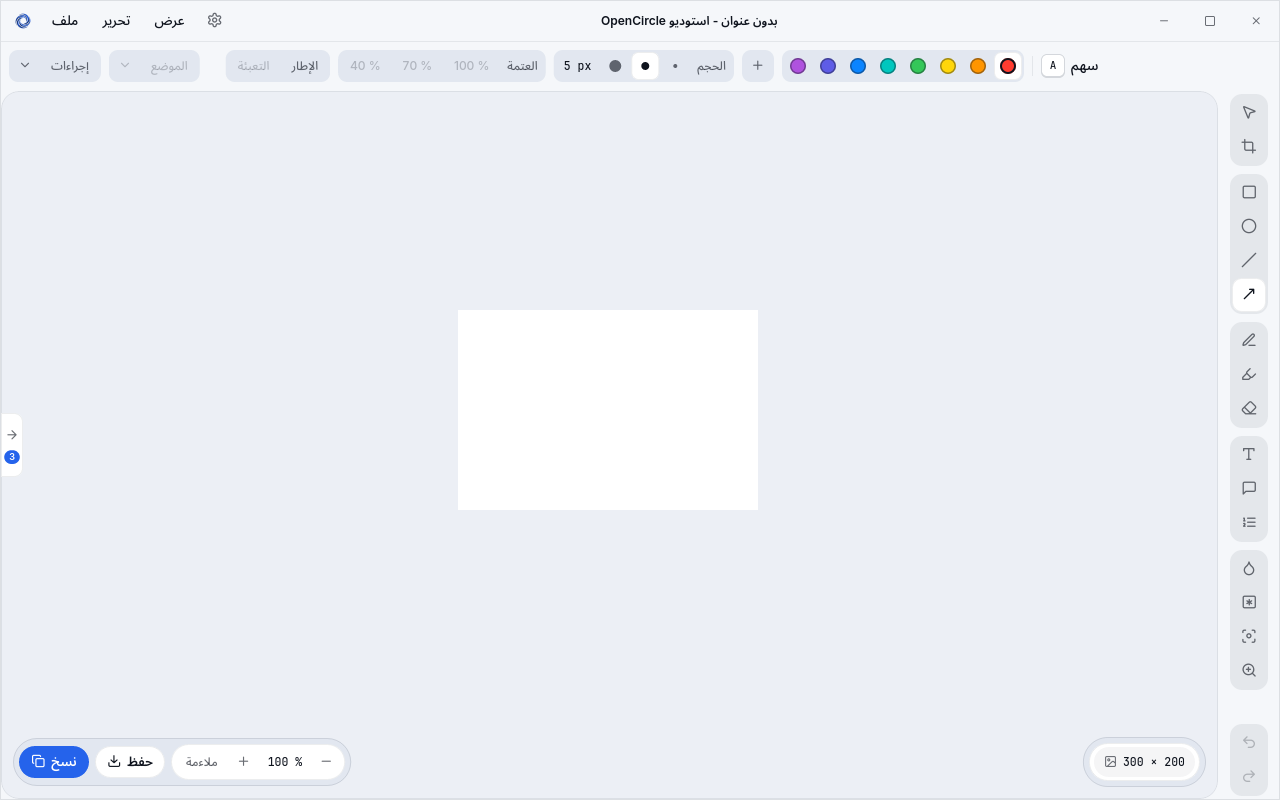 ملف
تحرير
عرض
بدون عنوان - استوديو OpenCircle
سهم
A
الحجم
5 px
العتمة
100 %
70 %
40 %
الإطار
التعبئة
الموضع
إجراءات
3
300 × 200
100 %
ملاءمة
حفظ
نسخ